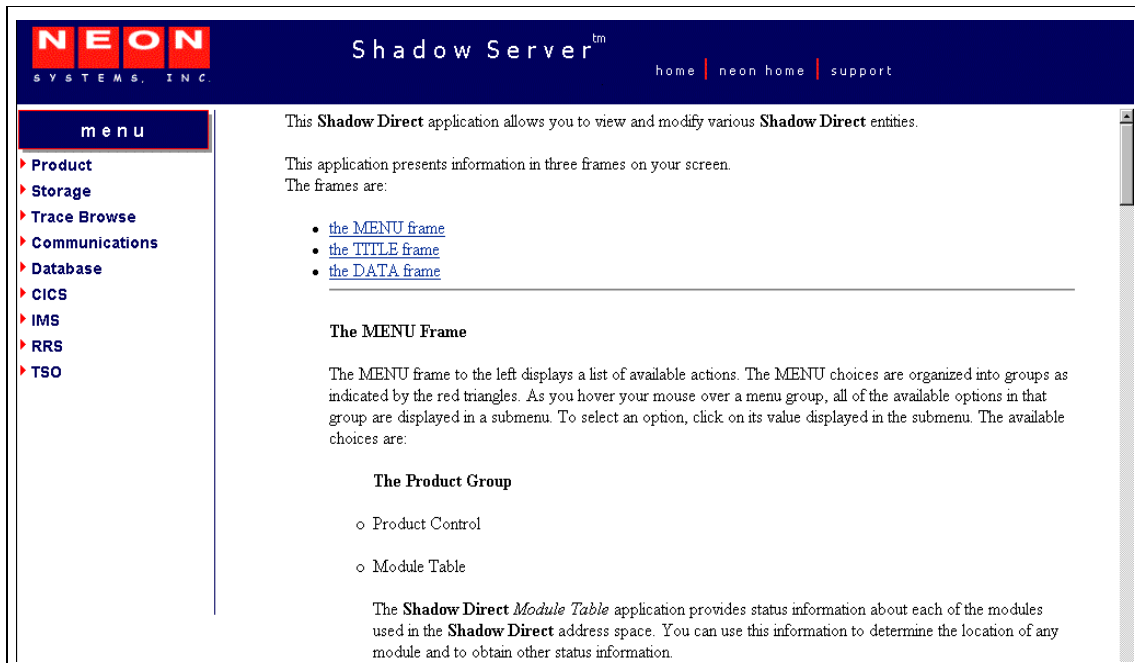 NEON
SYSTEMS, INC.
Shadow Server tm
home | neon home | support
menu
Product
Storage
Trace Browse
Communications
Database
CICS
IMS
RRS
TSO
This Shadow Direct application allows you to view and modify various Shadow Direct entities.
This application presents information in three frames on your screen.
The frames are:
the MENU frame
the TITLE frame
the DATA frame
The MENU Frame
The MENU frame to the left displays a list of available actions. The MENU choices are organized into groups as
indicated by the red triangles. As you hover your mouse over a menu group, all of the available options in that
group are displayed in a submenu. To select an option, click on its value displayed in the submenu. The available
choices are:
The Product Group
Product Control
Module Table
The Shadow Direct Module Table application provides status information about each of the modules
used in the Shadow Direct address space. You can use this information to determine the location of any
module and to obtain other status information.